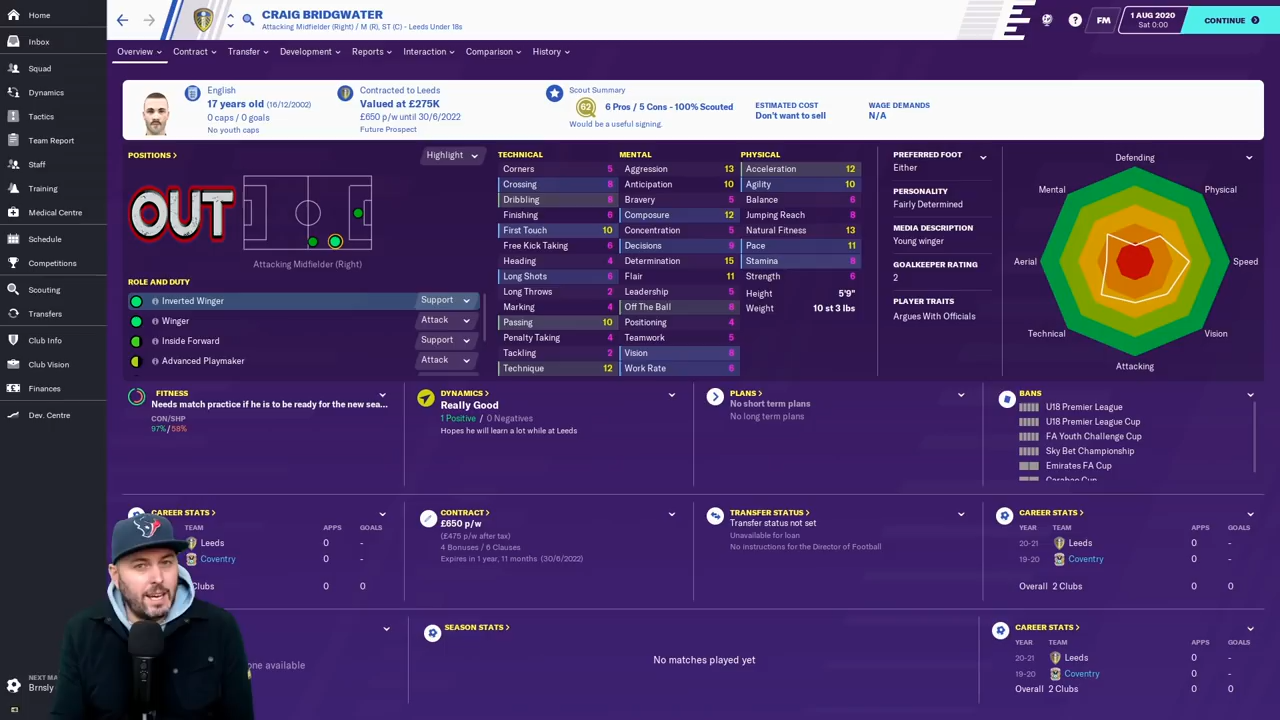 Home
Inbox
Squad
Dynamics
Tactics
Team Report
Staff
Training
Medical Centre
Schedule
Competitions
Scouting
Transfers
Club Info
Club Vision
Finances
Dev. Centre
NEXT
Brnsly
CRAIG BRIDGWATER
Attacking Midfielder (Right) / M (R), ST (C) - Leeds Under 18s
?
FM
1 AUG 2020
Sat 0:00
CONTINUE
Overview
Contract
Transfer
Development
Reports
Interaction
Comparison
History
English
17 years old (16/12/2002)
0 caps / 0 goals
No youth caps
Contracted to Leeds
Valued at £275K
£650 p/w until 30/6/2022
Future Prospect
Scout Summary
62
6 Pros / 5 Cons - 100% Scouted
Would be a useful signing.
ESTIMATED COST
Don't want to sell
WAGE DEMANDS
N/A
POSITIONS >
Highlight
OUT
Attacking Midfielder (Right)
ROLE AND DUTY
Inverted Winger Support
Winger Attack
Inside Forward Support
Advanced Playmaker Attack
TECHNICAL
Corners 5
Crossing 8
Dribbling 8
Finishing 6
First Touch 10
Free Kick Taking 6
Heading 4
Long Shots 6
Long Throws 2
Marking 4
Passing 10
Penalty Taking 4
Tackling 2
Technique 12
MENTAL
Aggression 13
Anticipation 10
Bravery 5
Composure 12
Concentration 5
Decisions 9
Determination 15
Flair 11
Leadership 5
Off The Ball 8
Positioning 4
Teamwork 5
Vision 8
Work Rate 6
PHYSICAL
Acceleration 12
Agility 10
Balance 6
Jumping Reach 8
Natural Fitness 13
Pace 11
Stamina 8
Strength 6
Height 5'9"
Weight 10 st 3 lbs
PREFERRED FOOT
Either
PERSONALITY
Fairly Determined
MEDIA DESCRIPTION
Young winger
GOALKEEPER RATING
2
PLAYER TRAITS
Argues With Officials
Defending
Mental
Physical
Aerial
Speed
Technical
Vision
Attacking
FITNESS >
Needs match practice if he is to be ready for the new sea...
CON/SHP
97%/58%
DYNAMICS >
Really Good
1 Positive / 0 Negatives
Hopes he will learn a lot while at Leeds
PLANS >
No short term plans
No long term plans
BANS
U18 Premier League
U18 Premier League Cup
FA Youth Challenge Cup
Sky Bet Championship
Emirates FA Cup
Carabao Cup
CAREER STATS >
TEAM APPS GOALS
Leeds 0 -
Coventry 0 -
Clubs 0 0
CONTRACT >
£650 p/w
(£475 p/w after tax)
4 Bonuses / 6 Clauses
Expires in 1 year, 11 months (30/6/2022)
TRANSFER STATUS >
Transfer status not set
Unavailable for loan
No instructions for the Director of Football
CAREER STATS >
YEAR TEAM APPS GOALS
20-21 Leeds 0 -
19-20 Coventry 0 -
Overall 2 Clubs 0 0
one available
SEASON STATS >
No matches played yet
CAREER STATS >
YEAR TEAM APPS GOALS
20-21 Leeds 0 -
19-20 Coventry 0 -
Overall 2 Clubs 0 0